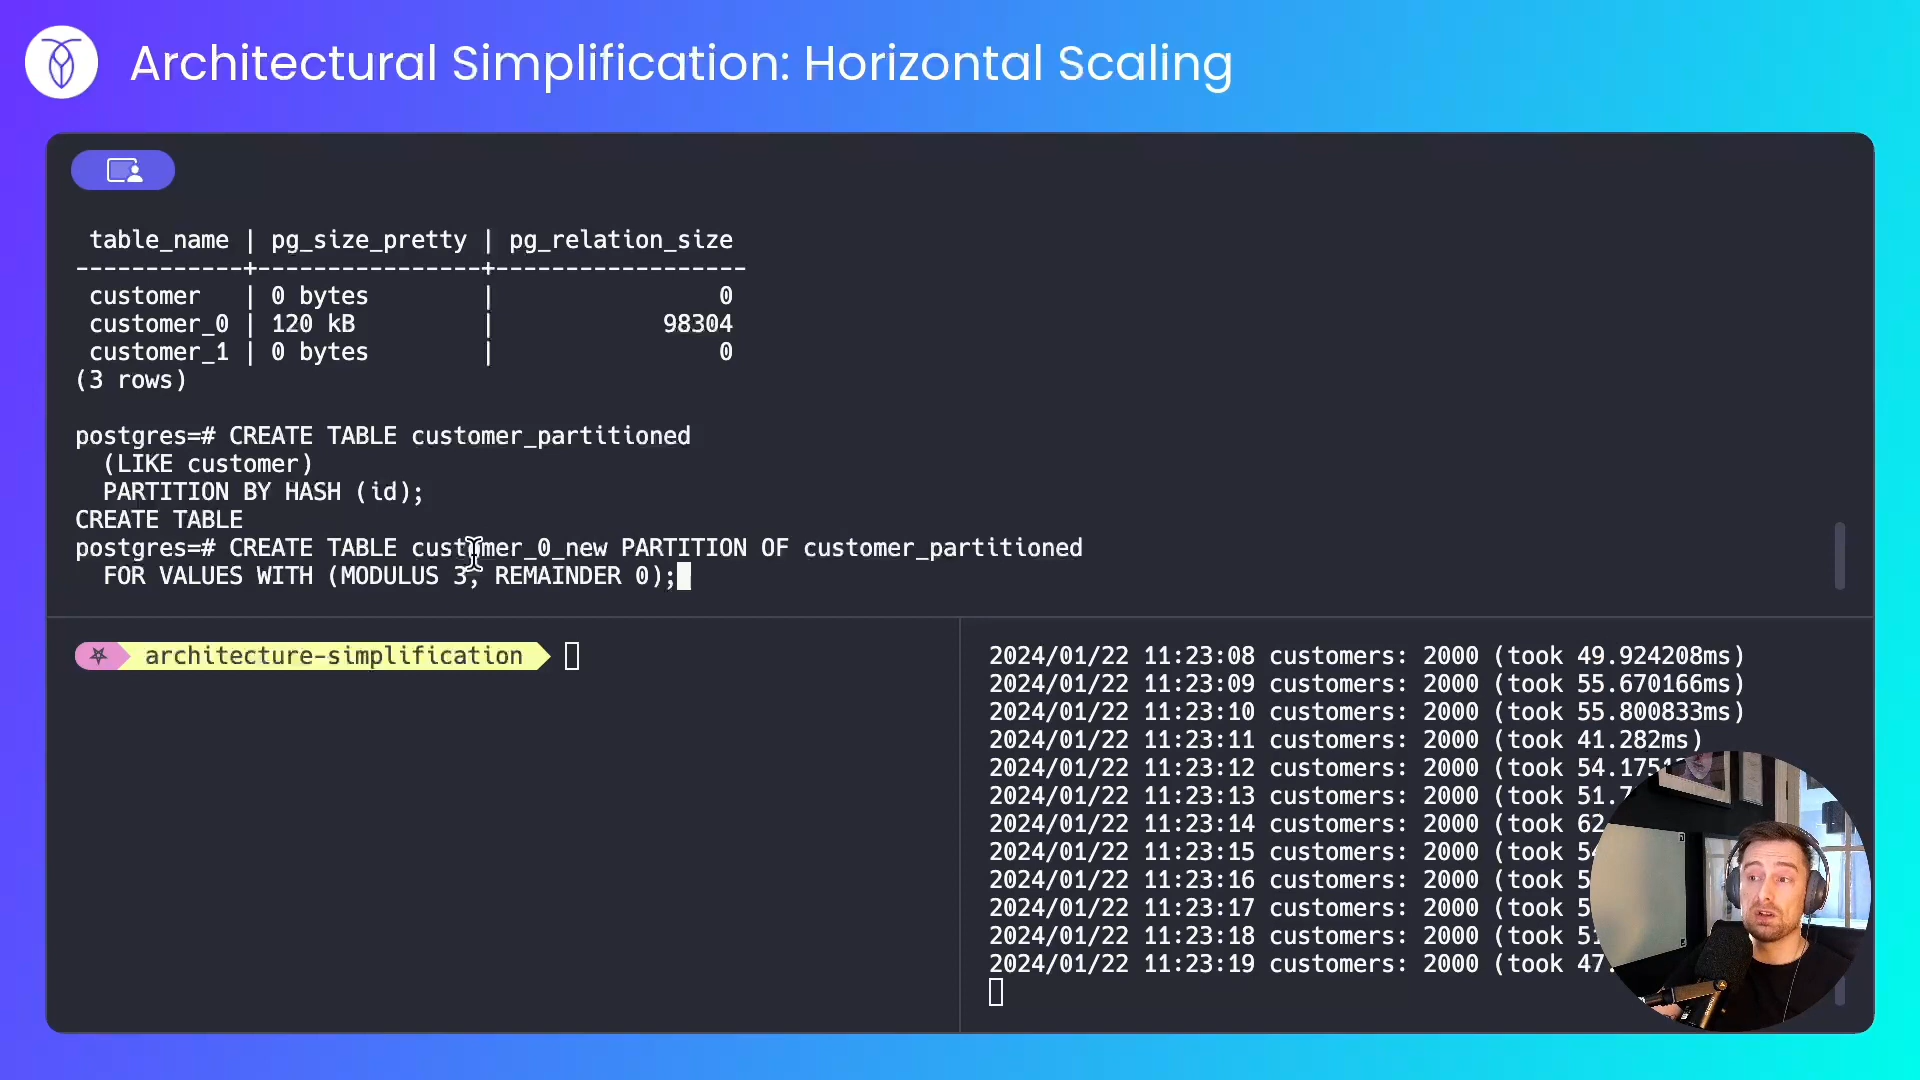 Architectural Simplification: Horizontal Scaling
table_name | pg_size_pretty | pg_relation_size
------------+----------------+------------------
customer | 0 bytes | 0
customer_0 | 120 kB | 98304
customer_1 | 0 bytes | 0
(3 rows)
postgres=# CREATE TABLE customer_partitioned
(LIKE customer)
PARTITION BY HASH (id);
CREATE TABLE
postgres=# CREATE TABLE customer_0_new PARTITION OF customer_partitioned
FOR VALUES WITH (MODULUS 3, REMAINDER 0);
architecture-simplification
2024/01/22 11:23:08 customers: 2000 (took 49.924208ms)
2024/01/22 11:23:09 customers: 2000 (took 55.670166ms)
2024/01/22 11:23:10 customers: 2000 (took 55.800833ms)
2024/01/22 11:23:11 customers: 2000 (took 41.282ms)
2024/01/22 11:23:12 customers: 2000 (took 54.1751
2024/01/22 11:23:13 customers: 2000 (took 51.7
2024/01/22 11:23:14 customers: 2000 (took 62
2024/01/22 11:23:15 customers: 2000 (took 54
2024/01/22 11:23:16 customers: 2000 (took 5
2024/01/22 11:23:17 customers: 2000 (took 5
2024/01/22 11:23:18 customers: 2000 (took 51
2024/01/22 11:23:19 customers: 2000 (took 47.